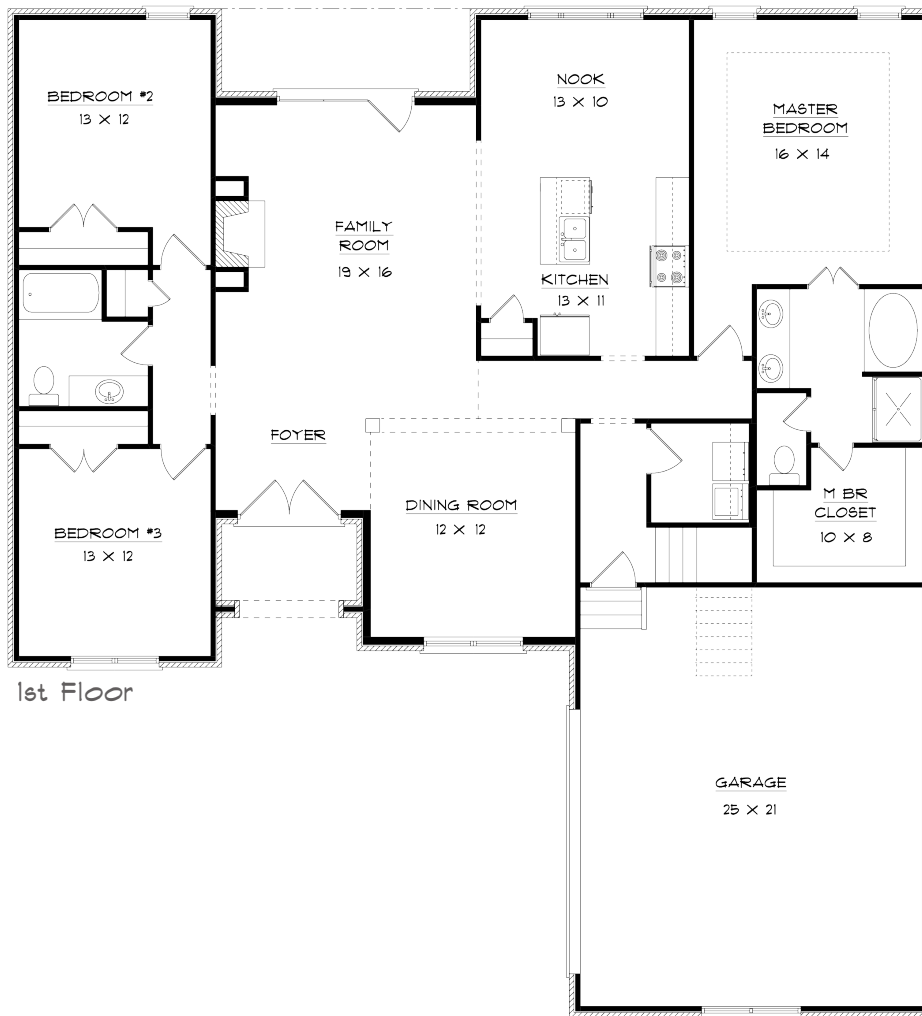 BEDROOM #2
13 X 12
NOOK
13 X 10
MASTER
BEDROOM
16 X 14
FAMILY
ROOM
19 X 16
KITCHEN
13 X 11
FOYER
DINING ROOM
12 X 12
M BR
CLOSET
10 X 8
BEDROOM #3
13 X 12
1st Floor
GARAGE
25 X 21